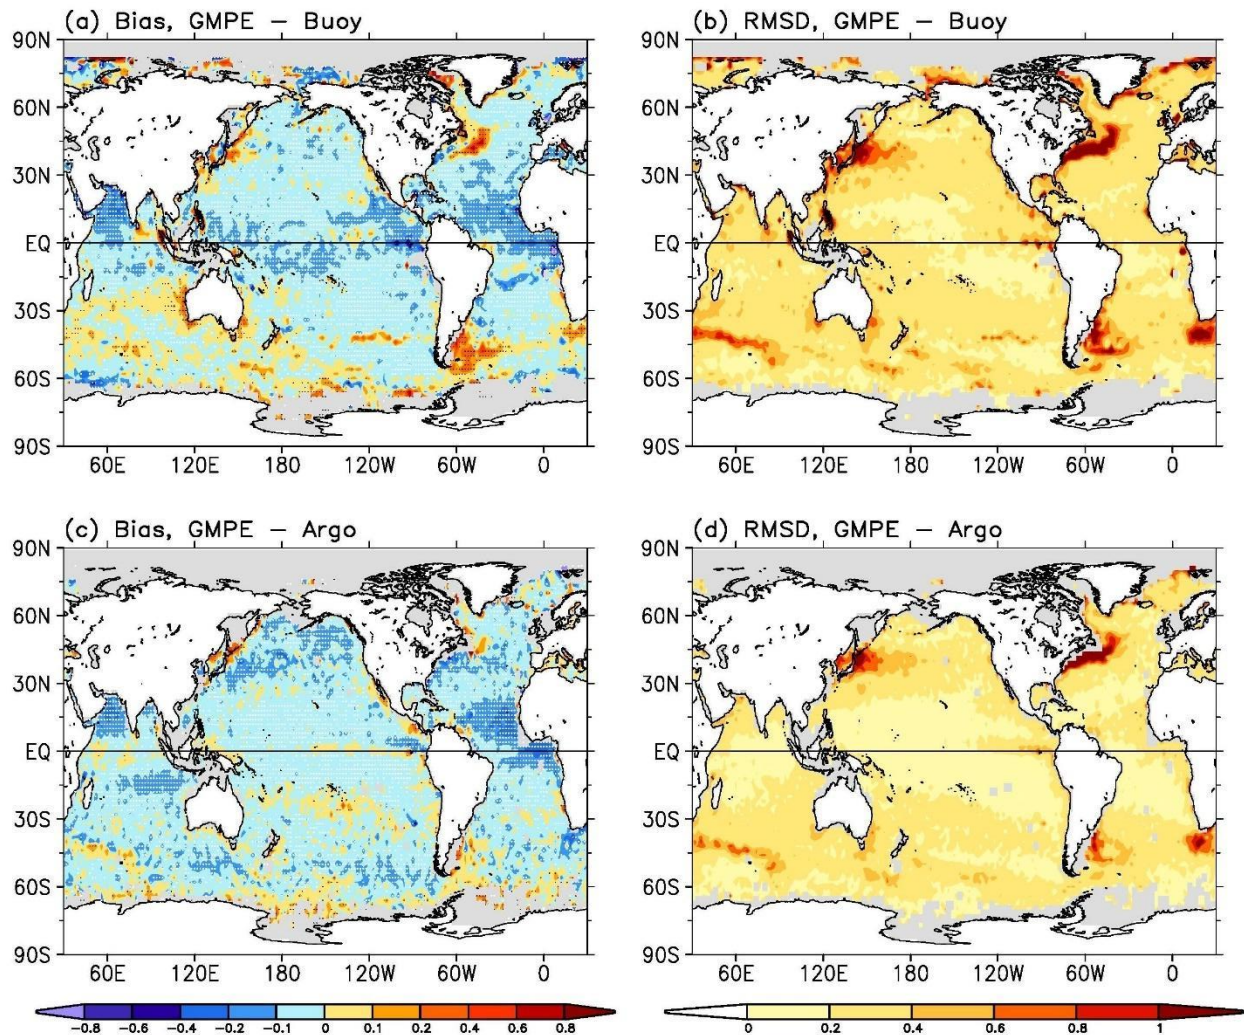 (a) Bias, GMPE – Buoy
(b) RMSD, GMPE – Buoy
90N
60N
30N
EQ
30S
60S
90S
60E 120E 180 120W 60W 0
90N
60N
30N
EQ
30S
60S
90S
60E 120E 180 120W 60W 0
(c) Bias, GMPE – Argo
(d) RMSD, GMPE – Argo
90N
60N
30N
EQ
30S
60S
90S
60E 120E 180 120W 60W 0
90N
60N
30N
EQ
30S
60S
90S
60E 120E 180 120W 60W 0
-0.8 -0.6 -0.4 -0.2 -0.1 0 0.1 0.2 0.4 0.6 0.8
0 0.2 0.4 0.6 0.8